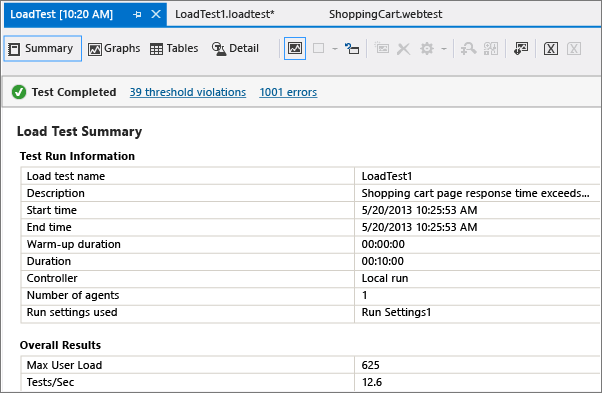 LoadTest [10:20 AM] LoadTest1.loadtest* ShoppingCart.webtest
Summary Graphs Tables Detail
Test Completed 39 threshold violations 1001 errors
Load Test Summary
Test Run Information
Load test name LoadTest1
Description Shopping cart page response time exceeds...
Start time 5/20/2013 10:25:53 AM
End time 5/20/2013 10:25:53 AM
Warm-up duration 00:00:00
Duration 00:10:00
Controller Local run
Number of agents 1
Run settings used Run Settings1
Overall Results
Max User Load 625
Tests/Sec 12.6